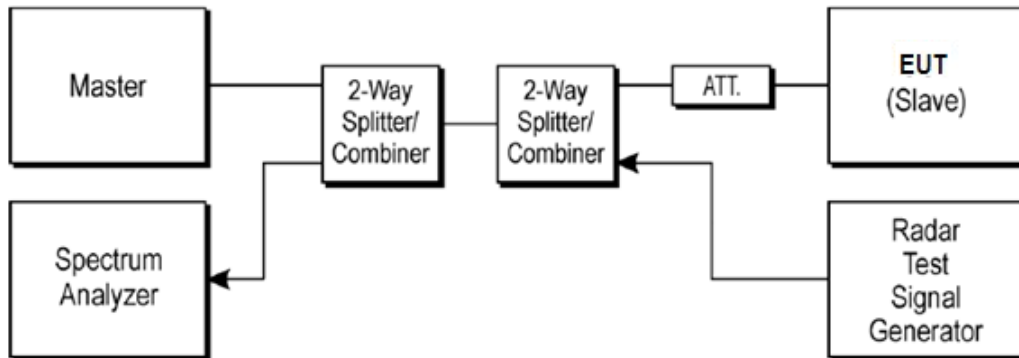 Master
2-Way
Splitter/
Combiner
2-Way
Splitter/
Combiner
ATT.
EUT
(Slave)
Spectrum
Analyzer
Radar
Test
Signal
Generator